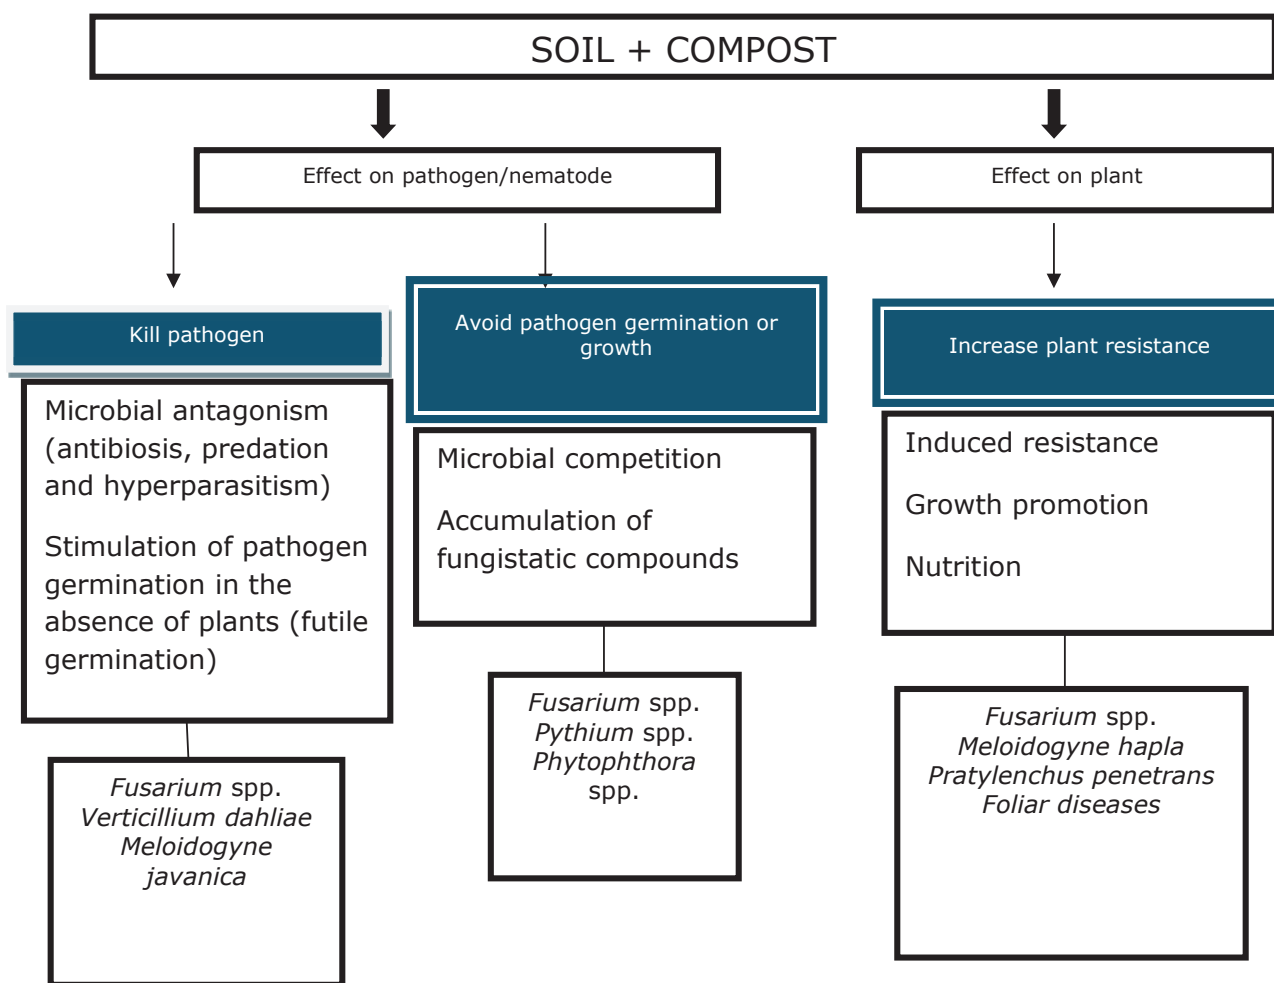 SOIL + COMPOST
Effect on pathogen/nematode
Effect on plant
Kill pathogen
Microbial antagonism
(antibiosis, predation
and hyperparasitism)
Stimulation of pathogen
germination in the
absence of plants (futile
germination)
Fusarium spp.
Verticillium dahliae
Meloidogyne
javanica
Avoid pathogen germination or
growth
Microbial competition
Accumulation of
fungistatic compounds
Fusarium spp.
Pythium spp.
Phytophthora
spp.
Increase plant resistance
Induced resistance
Growth promotion
Nutrition
Fusarium spp.
Meloidogyne hapla
Pratylenchus penetrans
Foliar diseases